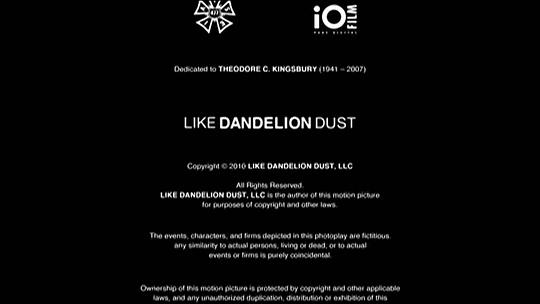 iO FILM
PURE DIGITAL
Dedicated to THEODORE C. KINGSBURY (1941 – 2007)
LIKE DANDELION DUST
Copyright © 2010 LIKE DANDELION DUST, LLC
All Rights Reserved.
LIKE DANDELION DUST, LLC is the author of this motion picture
for purposes of copyright and other laws.
The events, characters, and firms depicted in this photoplay are fictitious.
any similarity to actual persons, living or dead, or to actual
events or firms is purely coincidental.
Ownership of this motion picture is protected by copyright and other applicable
laws, and any unauthorized duplication, distribution or exhibition of this